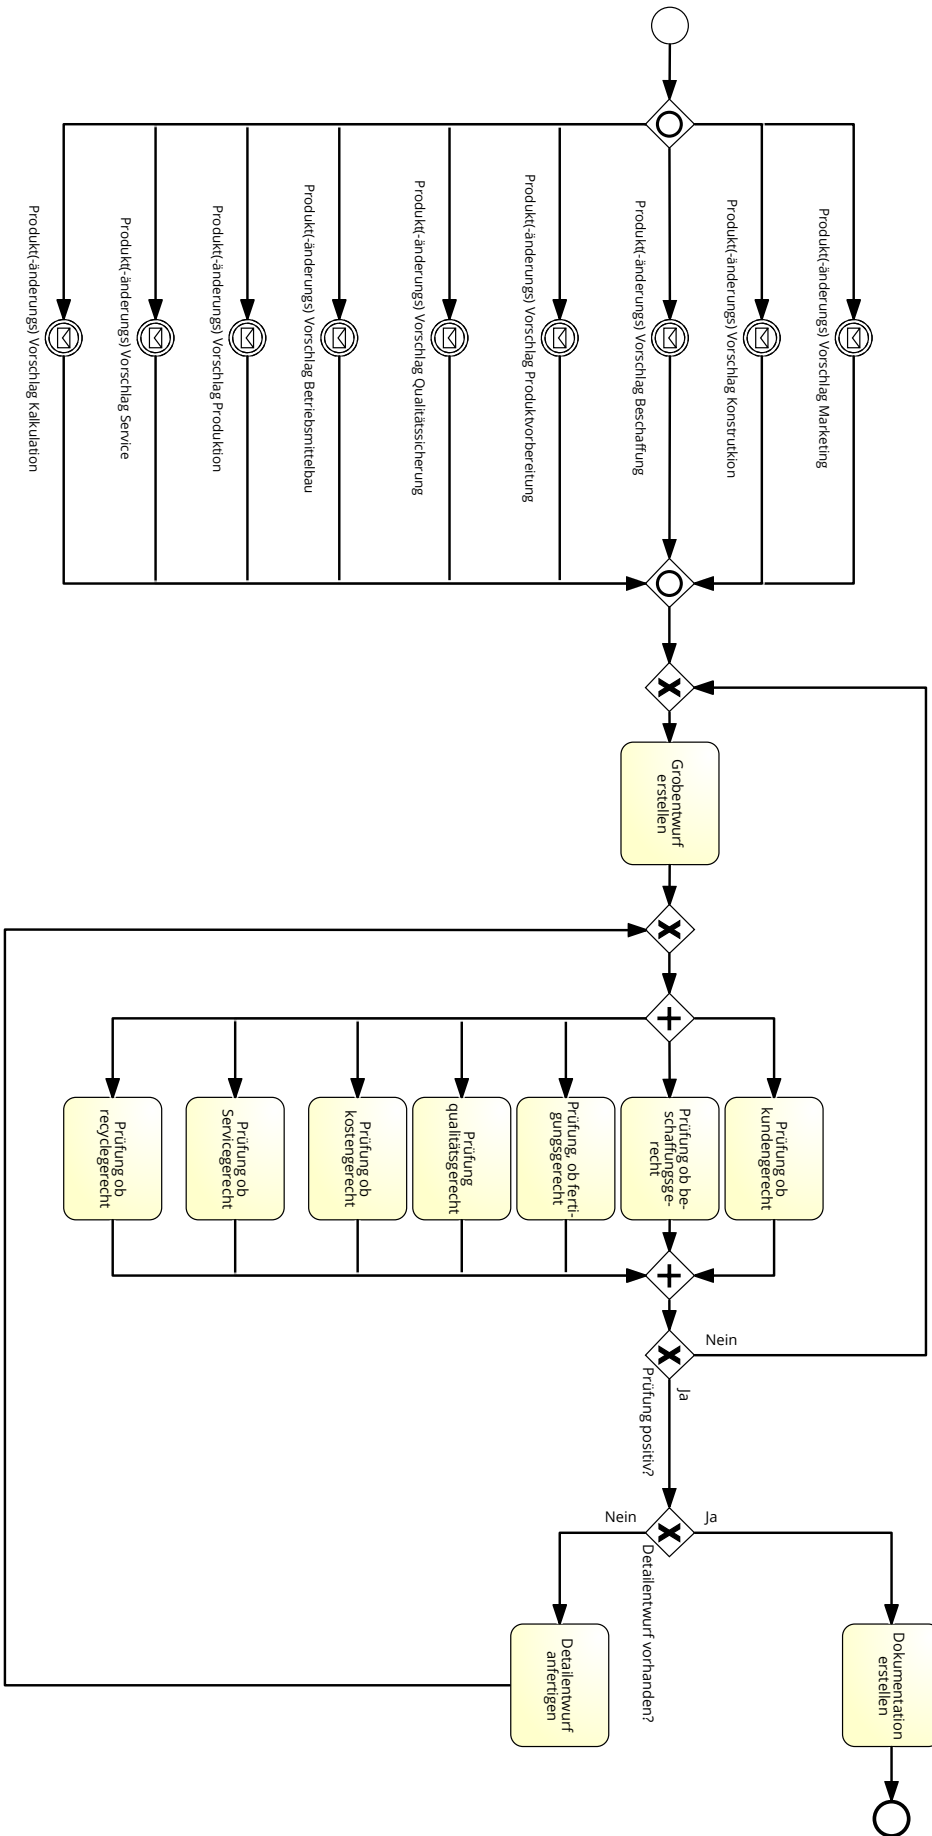 Produkt(-änderungs) Vorschlag Marketing
Produkt(-änderungs) Vorschlag Konstrutkion
Produkt(-änderungs) Vorschlag Beschaffung
Produkt(-änderungs) Vorschlag Produktvorbereitung
Produkt(-änderungs) Vorschlag Qualitätssicherung
Produkt(-änderungs) Vorschlag Betriebsmittelbau
Produkt(-änderungs) Vorschlag Produktion
Produkt(-änderungs) Vorschlag Service
Produkt(-änderungs) Vorschlag Kalkulation
Grobentwurf
erstellen
Prüfung ob
kundengerecht
Prüfung ob be-
schaffungsge-
recht
Prüfung, ob ferti-
gungsgerecht
Prüfung
qualitätsgerecht
Prüfung ob
kostengerecht
Prüfung ob
Servicegerecht
Prüfung ob
recyclegerecht
Nein
Ja
Prüfung positiv?
Nein
Ja
Detailentwurf vorhanden?
Dokumentation
erstellen
Detailentwurf
anfertigen